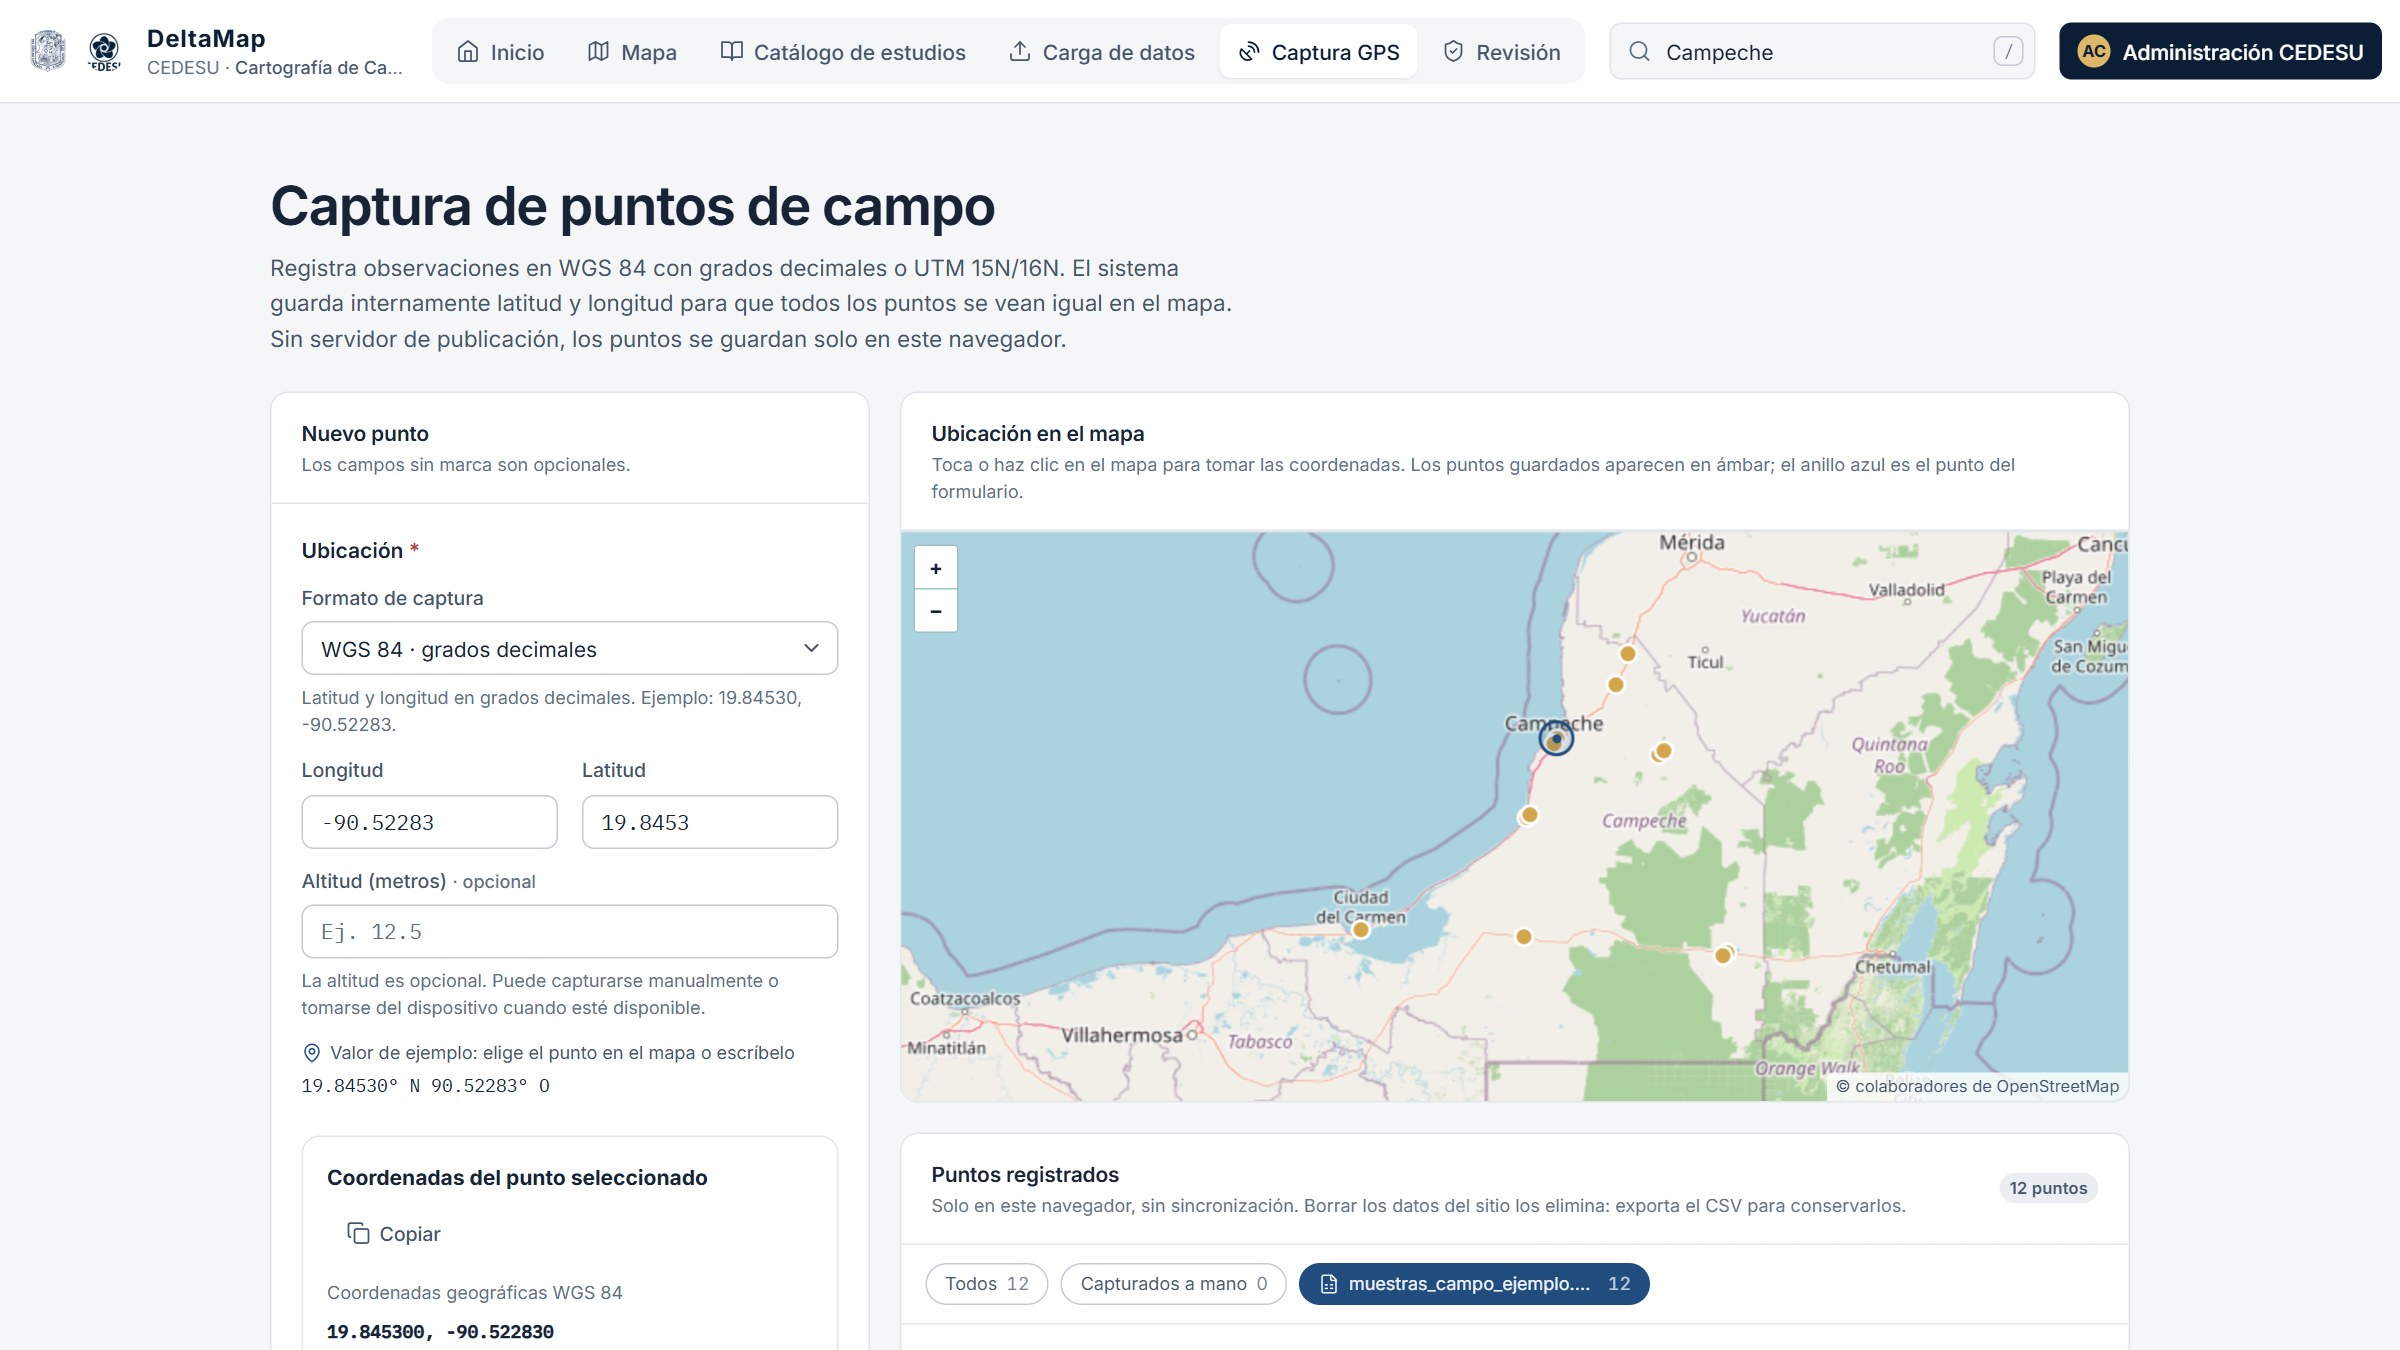 DeltaMap
CEDESU · Cartografía de Ca...
Inicio
Mapa
Catálogo de estudios
Carga de datos
Captura GPS
Revisión
Campeche
/
AC
Administración CEDESU
Captura de puntos de campo
Registra observaciones en WGS 84 con grados decimales o UTM 15N/16N. El sistema
guarda internamente latitud y longitud para que todos los puntos se vean igual en el mapa.
Sin servidor de publicación, los puntos se guardan solo en este navegador.
Nuevo punto
Los campos sin marca son opcionales.
Ubicación *
Formato de captura
WGS 84 · grados decimales
Latitud y longitud en grados decimales. Ejemplo: 19.84530,
-90.52283.
Longitud
Latitud
-90.52283
19.8453
Altitud (metros) · opcional
Ej. 12.5
La altitud es opcional. Puede capturarse manualmente o
tomarse del dispositivo cuando esté disponible.
Valor de ejemplo: elige el punto en el mapa o escríbelo
19.84530° N 90.52283° O
Coordenadas del punto seleccionado
Copiar
Coordenadas geográficas WGS 84
19.845300, -90.522830
Ubicación en el mapa
Toca o haz clic en el mapa para tomar las coordenadas. Los puntos guardados aparecen en ámbar; el anillo azul es el punto del
formulario.
+
−
Mérida
Cancu
Playa del
Carmen
Valladolid
Yucatán
San Migu
de Cozum
Ticul
Campeche
Quintana
Roo
Campeche
Ciudad
del Carmen
Chetumal
Coatzacoalcos
Villahermosa
Tabasco
Minatitlán
Orange Walk
© colaboradores de OpenStreetMap
Puntos registrados
Solo en este navegador, sin sincronización. Borrar los datos del sitio los elimina: exporta el CSV para conservarlos.
12 puntos
Todos 12
Capturados a mano 0
muestras_campo_ejemplo.... 12